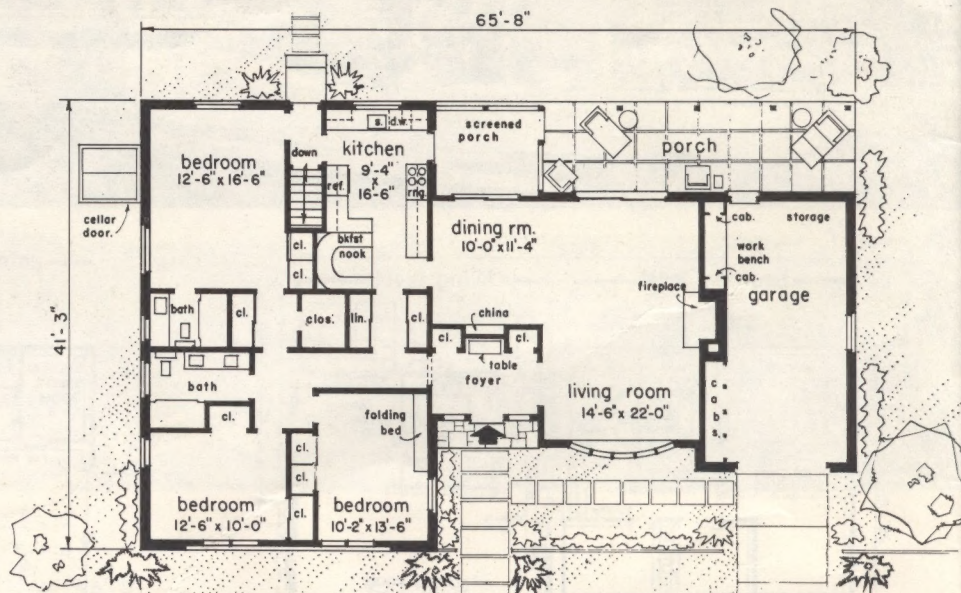 65'-8"
41'-3"
bedroom
12'-6" x 16'-6"
cellar
door.
down
kitchen
9'-4"
x
16-6"
s.
d.w.
ref.
rng
bkfst
nook
screened
porch
porch
dining rm.
10'-0" x 11'-4"
cab.
storage
work
bench
cab.
garage
fireplace
cl.
cl.
bath
cl.
clos.
lin.
cl.
china
cl.
cl.
table
foyer
bath
cl.
living room
14'-6" x 22'-0"
cabs.
folding
bed
cl.
cl.
cl.
bedroom
12'-6" x 10'-0"
bedroom
10'-2" x 13'-6"